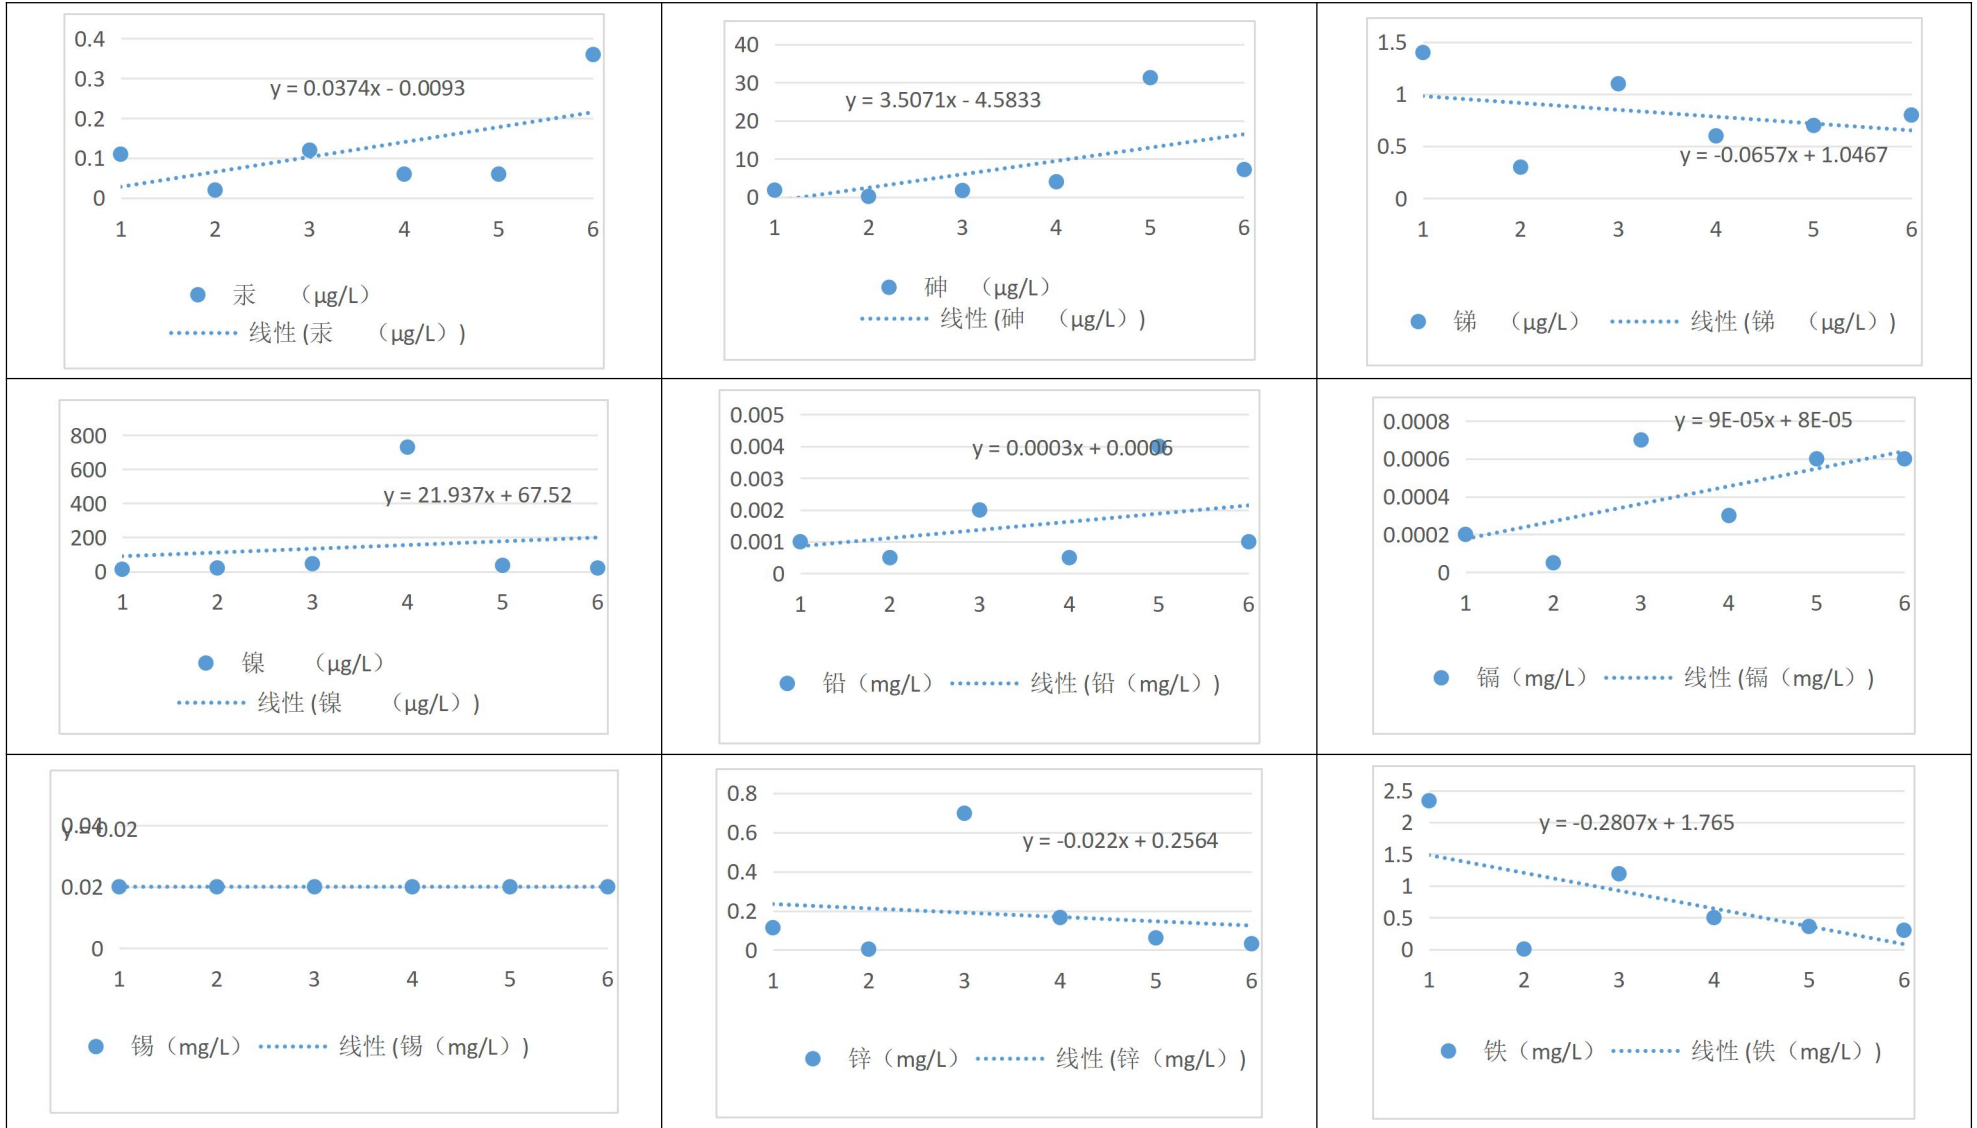 0.4
0.3
0.2
0.1
0
y = 0.0374x - 0.0093
1 2 3 4 5 6
汞 （µg/L）
线性 (汞 （µg/L）)
40
30
20
10
0
y = 3.5071x - 4.5833
1 2 3 4 5 6
砷 （µg/L）
线性 (砷 （µg/L）)
1.5
1
0.5
0
y = -0.0657x + 1.0467
1 2 3 4 5 6
锑 （µg/L） 线性 (锑 （µg/L）)
800
600
400
200
0
y = 21.937x + 67.52
1 2 3 4 5 6
镍 （µg/L）
线性 (镍 （µg/L）)
0.005
0.004
0.003
0.002
0.001
0
y = 0.0003x + 0.0006
1 2 3 4 5 6
铅（mg/L） 线性 (铅（mg/L）)
0.0008
0.0006
0.0004
0.0002
0
y = 9E-05x + 8E-05
1 2 3 4 5 6
镉（mg/L） 线性 (镉（mg/L）)
0.04
y = 0.02
0.02
0
1 2 3 4 5 6
锡（mg/L） 线性 (锡（mg/L）)
0.8
0.6
0.4
0.2
0
y = -0.022x + 0.2564
1 2 3 4 5 6
锌（mg/L） 线性 (锌（mg/L）)
2.5
2
1.5
1
0.5
0
y = -0.2807x + 1.765
1 2 3 4 5 6
铁（mg/L） 线性 (铁（mg/L）)